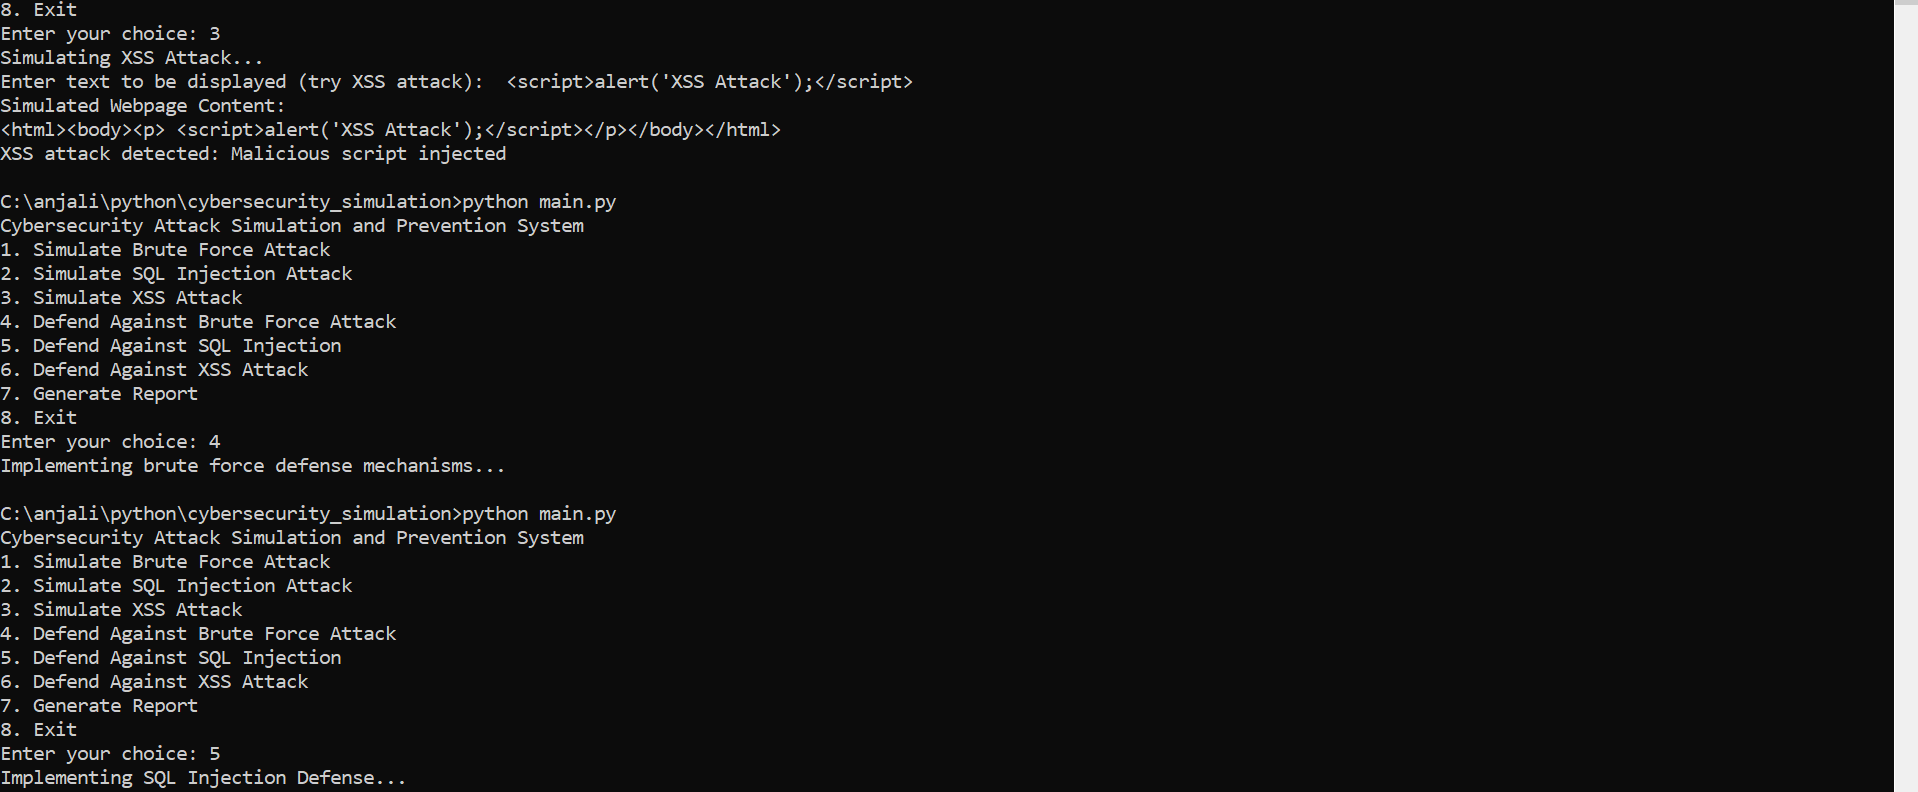 8. Exit
Enter your choice: 3
Simulating XSS Attack...
Enter text to be displayed (try XSS attack):  <script>alert('XSS Attack');</script>
Simulated Webpage Content:
<html><body><p> <script>alert('XSS Attack');</script></p></body></html>
XSS attack detected: Malicious script injected
C:\anjali\python\cybersecurity_simulation>python main.py
Cybersecurity Attack Simulation and Prevention System
1. Simulate Brute Force Attack
2. Simulate SQL Injection Attack
3. Simulate XSS Attack
4. Defend Against Brute Force Attack
5. Defend Against SQL Injection
6. Defend Against XSS Attack
7. Generate Report
8. Exit
Enter your choice: 4
Implementing brute force defense mechanisms...
C:\anjali\python\cybersecurity_simulation>python main.py
Cybersecurity Attack Simulation and Prevention System
1. Simulate Brute Force Attack
2. Simulate SQL Injection Attack
3. Simulate XSS Attack
4. Defend Against Brute Force Attack
5. Defend Against SQL Injection
6. Defend Against XSS Attack
7. Generate Report
8. Exit
Enter your choice: 5
Implementing SQL Injection Defense...